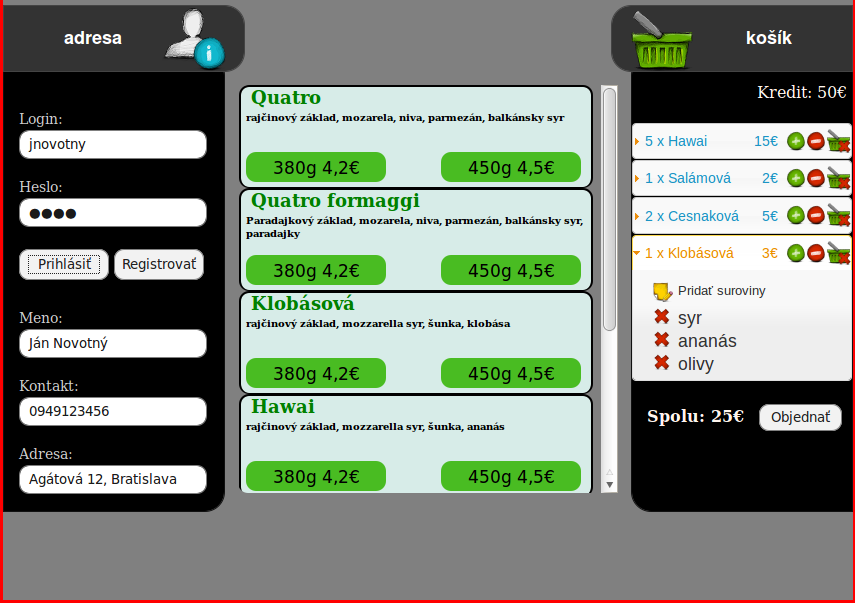 adresa
Login:
jnovotny
Heslo:
●●●●
Prihlásiť Registrovať
Meno:
Ján Novotný
Kontakt:
0949123456
Adresa:
Agátová 12, Bratislava
Quatro
rajčinový základ, mozarela, niva, parmezán, balkánsky syr
380g 4,2€ 450g 4,5€
Quatro formaggi
Paradajkový základ, mozarela, niva, parmezán, balkánsky syr,
paradajky
380g 4,2€ 450g 4,5€
Klobásová
rajčinový základ, mozzarella syr, šunka, klobása
380g 4,2€ 450g 4,5€
Hawai
rajčinový základ, mozzarella syr, šunka, ananás
380g 4,2€ 450g 4,5€
košík
Kredit: 50€
5 x Hawai 15€
1 x Salámová 2€
2 x Cesnaková 5€
1 x Klobásová 3€
Pridať suroviny
syr
ananás
olivy
Spolu: 25€ Objednať